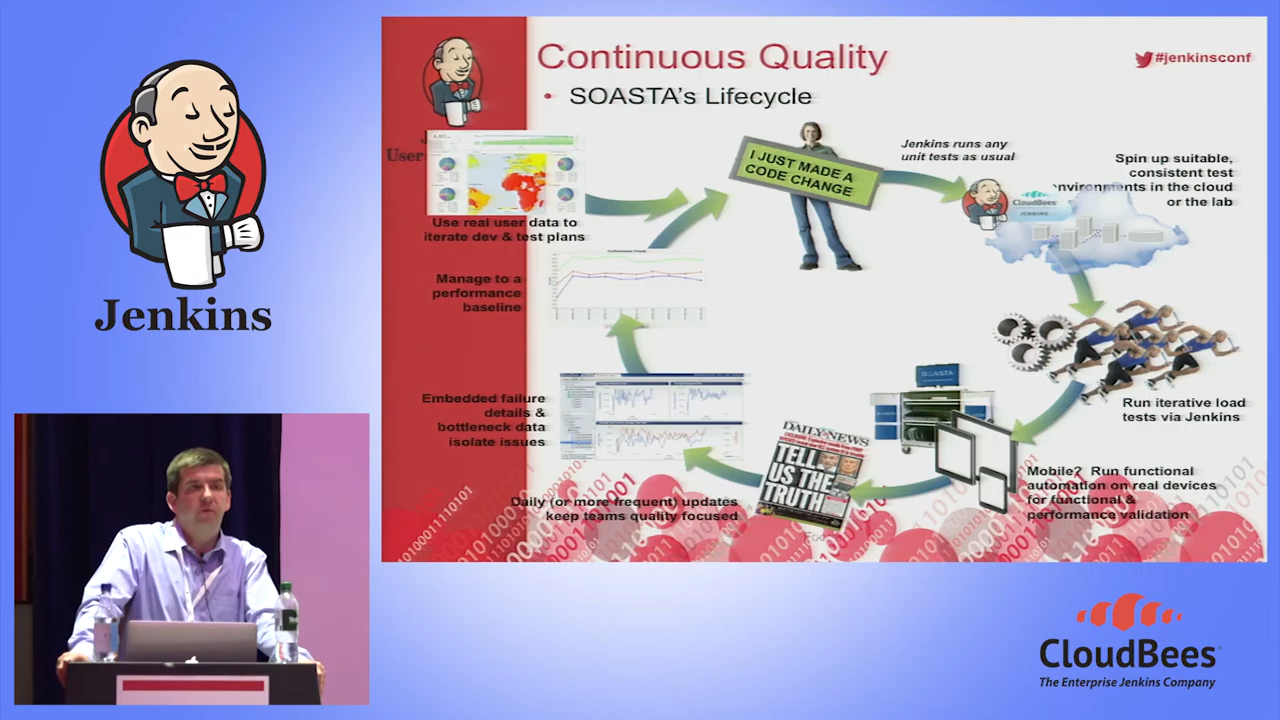 Jenkins
Continuous Quality
#jenkinsconf
• SOASTA's Lifecycle
User
I JUST MADE A
CODE CHANGE
Jenkins runs any
unit tests as usual
CloudBees
JENKINS
Spin up suitable,
consistent test
environments in the cloud
or the lab
Use real user data to
iterate dev & test plans
Manage to a
performance
baseline
Run iterative load
tests via Jenkins
SOASTA
Embedded failure
details &
bottleneck data
isolate issues
DAILY NEWS
TELL
US THE
TRUTH
Mobile? Run functional
automation on real devices
for functional &
performance validation
Daily (or more frequent) updates
keep teams quality focused
CloudBees
The Enterprise Jenkins Company